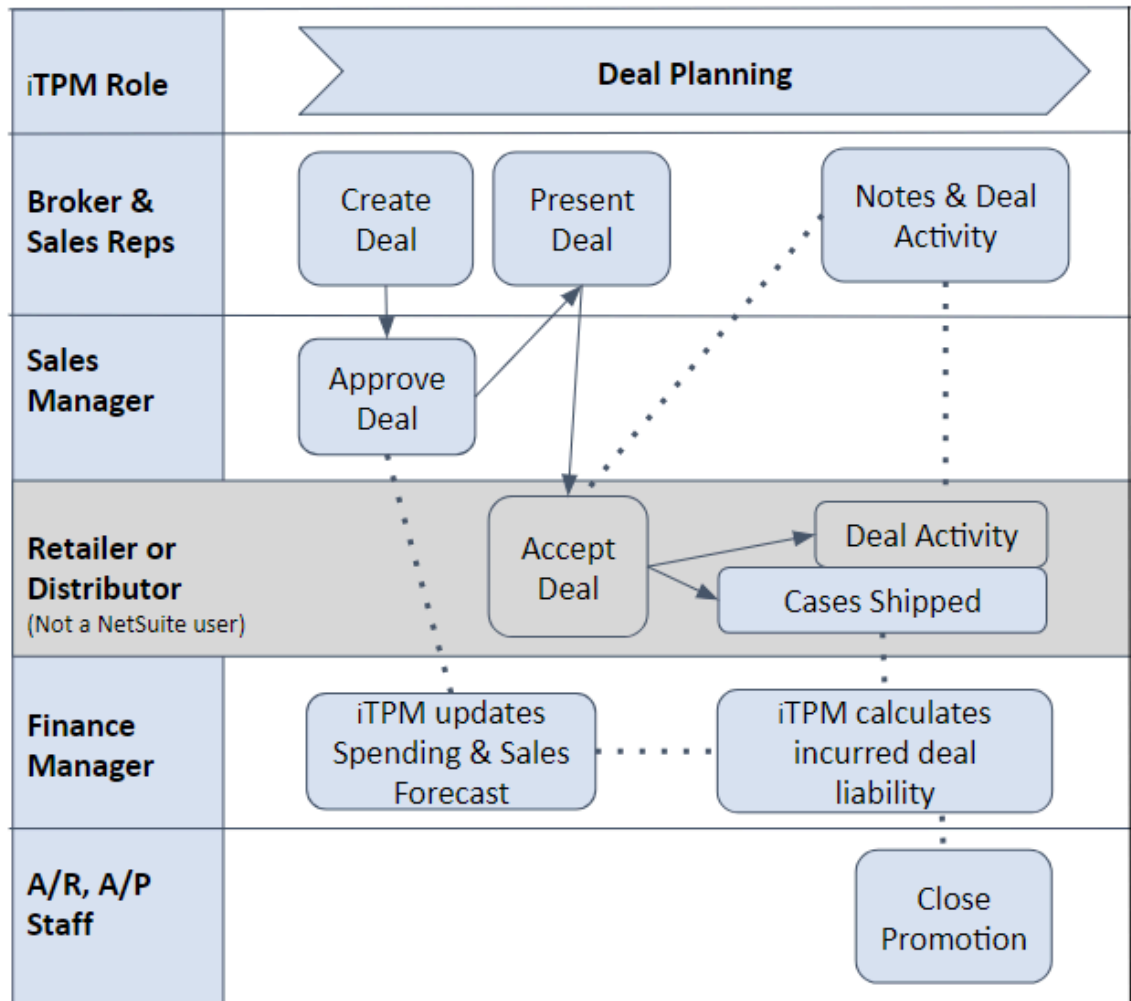 iTPM Role
Deal Planning
Broker &
Sales Reps
Create
Deal
Present
Deal
Notes & Deal
Activity
Sales
Manager
Approve
Deal
Retailer or
Distributor
(Not a NetSuite user)
Accept
Deal
Deal Activity
Cases Shipped
Finance
Manager
iTPM updates
Spending & Sales
Forecast
iTPM calculates
incurred deal
liability
A/R, A/P
Staff
Close
Promotion